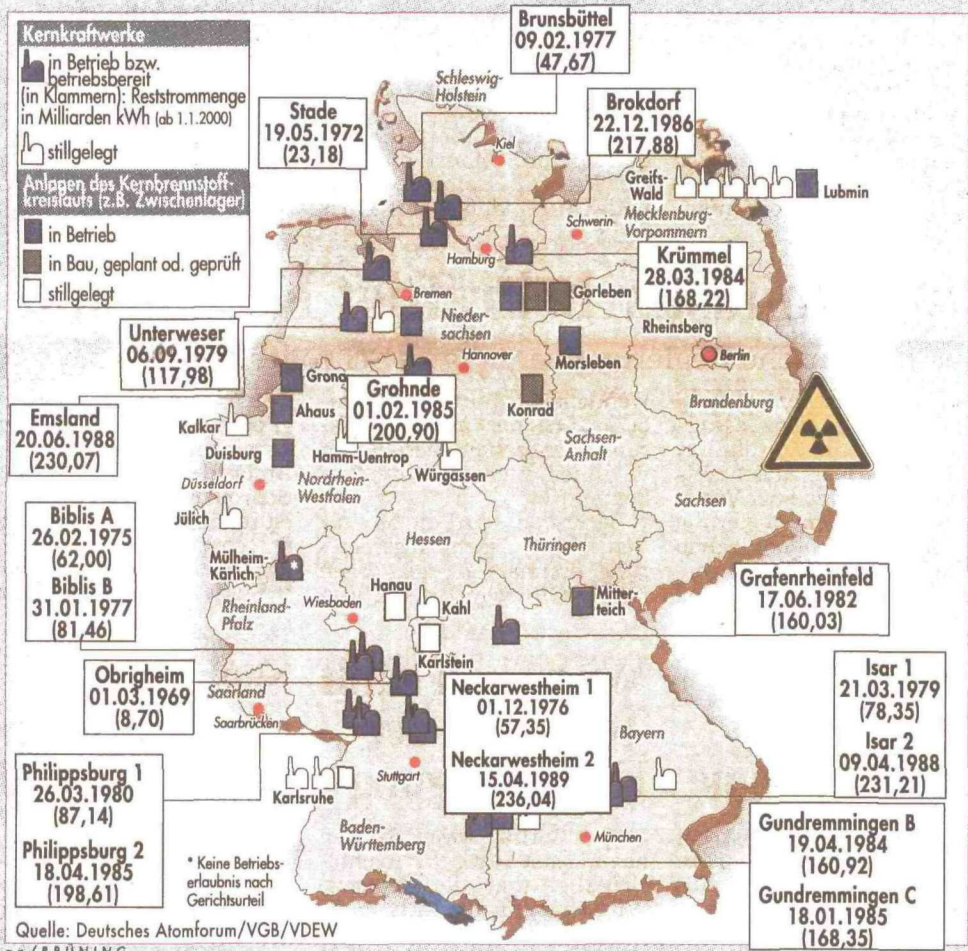 Kernkraftwerke
in Betrieb bzw.
betriebsbereit
(in Klammern): Reststrommenge
in Milliarden kWh (ab 1.1.2000)
stillgelegt
Anlagen des Kernbrennstoff-
kreislaufs (z.B. Zwischenlager)
in Betrieb
in Bau, geplant od. geprüft
stillgelegt
Brunsbüttel
09.02.1977
(47,67)
Schleswig-
Holstein
Stade
19.05.1972
(23,18)
Brokdorf
22.12.1986
(217,88)
Kiel
Greifs-
Wald
Lubmin
Schwerin
Mecklenburg-
Vorpommern
Hamburg
Krümmel
28.03.1984
(168,22)
Bremen
Gorleben
Nieder-
sachsen
Unterweser
06.09.1979
(117,98)
Rheinsberg
Hannover
Morsleben
Berlin
Grona
Grohnde
01.02.1985
(200,90)
Konrad
Brandenburg
Emsland
20.06.1988
(230,07)
Ahaus
Kalkar
Sachsen-
Anhalt
Hamm-Uentrop
Duisburg
Würgassen
Düsseldorf
Nordrhein-
Westfalen
Sachsen
Jülich
Biblis A
26.02.1975
(62,00)
Biblis B
31.01.1977
(81,46)
Hessen
Thüringen
Mülheim-
Kärlich
*
Hanau
Kahl
Mitter-
teich
Grafenrheinfeld
17.06.1982
(160,03)
Rheinland-
Pfalz
Wiesbaden
Karlstein
Obrigheim
01.03.1969
(8,70)
Saarland
Saarbrücken
Neckarwestheim 1
01.12.1976
(57,35)
Neckarwestheim 2
15.04.1989
(236,04)
Bayern
Isar 1
21.03.1979
(78,35)
Isar 2
09.04.1988
(231,21)
Philippsburg 1
26.03.1980
(87,14)
Philippsburg 2
18.04.1985
(198,61)
Stuttgart
Karlsruhe
Baden-
Württemberg
München
Gundremmingen B
19.04.1984
(160,92)
Gundremmingen C
18.01.1985
(168,35)
* Keine Betriebs-
erlaubnis nach
Gerichtsurteil
Quelle: Deutsches Atomforum/VGB/VDEW
/BRÜNING